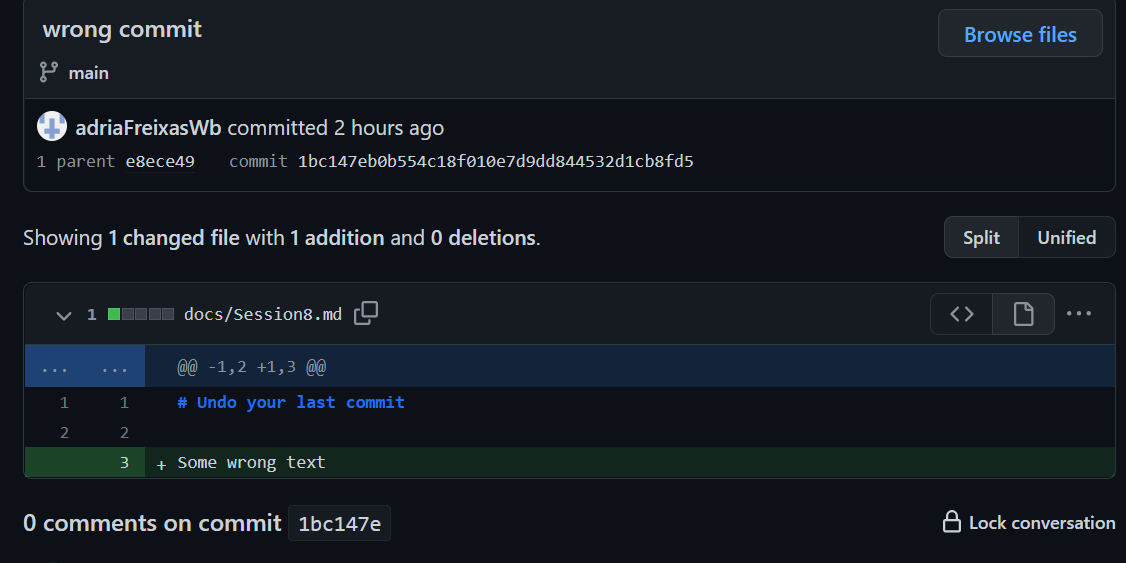 wrong commit
Browse files
main
adriaFreixasWb committed 2 hours ago
1 parent e8ece49 commit 1bc147eb0b554c18f010e7d9dd844532d1cb8fd5
Showing 1 changed file with 1 addition and 0 deletions.
Split Unified
1 docs/Session8.md
... ... @@ -1,2 +1,3 @@
1 1 # Undo your last commit
2 2
3 + Some wrong text
0 comments on commit 1bc147e
Lock conversation